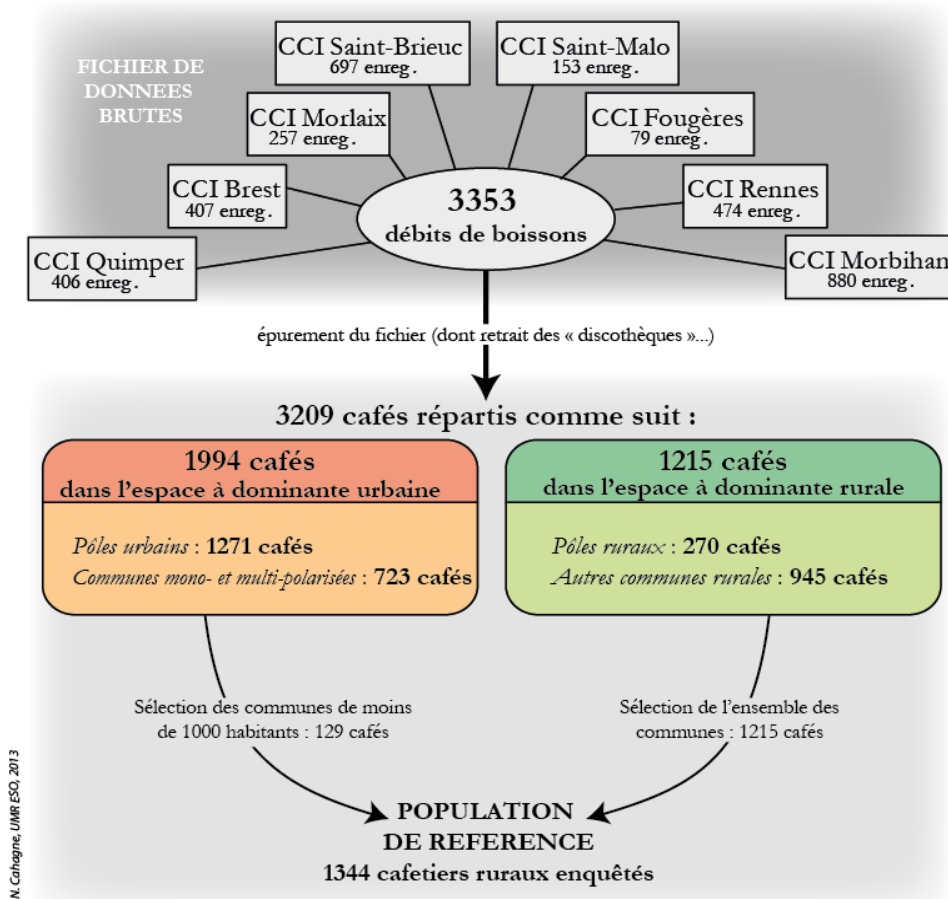 FICHIER DE
DONNEES
BRUTES
CCI Saint-Brieuc
697 enreg.
CCI Saint-Malo
153 enreg.
CCI Morlaix
257 enreg.
CCI Fougères
79 enreg.
CCI Brest
407 enreg.
CCI Rennes
474 enreg.
CCI Quimper
406 enreg.
CCI Morbihan
880 enreg.
3353
débits de boissons
épurement du fichier (dont retrait des « discothèques »...)
3209 cafés répartis comme suit :
1994 cafés
dans l'espace à dominante urbaine
Pôles urbains : 1271 cafés
Communes mono- et multi-polarisées : 723 cafés
1215 cafés
dans l'espace à dominante rurale
Pôles ruraux : 270 cafés
Autres communes rurales : 945 cafés
Sélection des communes de moins
de 1000 habitants : 129 cafés
Sélection de l'ensemble des
communes : 1215 cafés
POPULATION
DE REFERENCE
1344 cafetiers ruraux enquêtés
N. Cahagne, UMR ESO, 2013